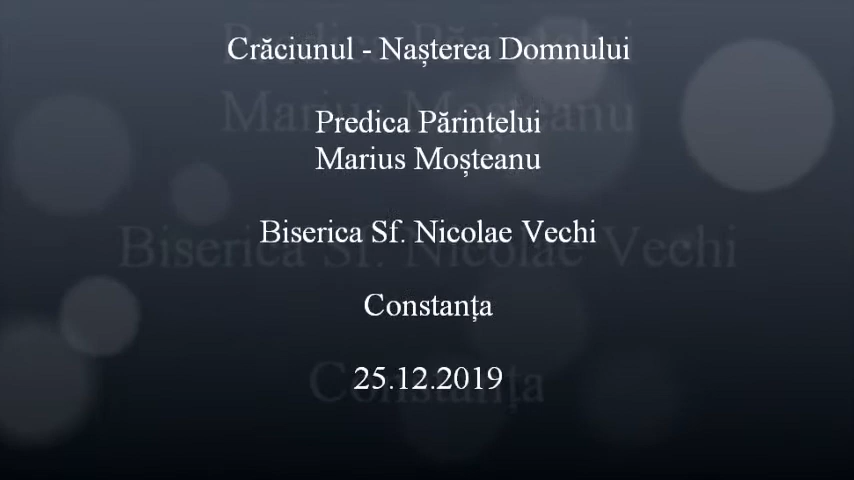 Crăciunul - Nașterea Domnului
Predica Părintelui
Marius Moșteanu
Biserica Sf. Nicolae Vechi
Constanța
25.12.2019